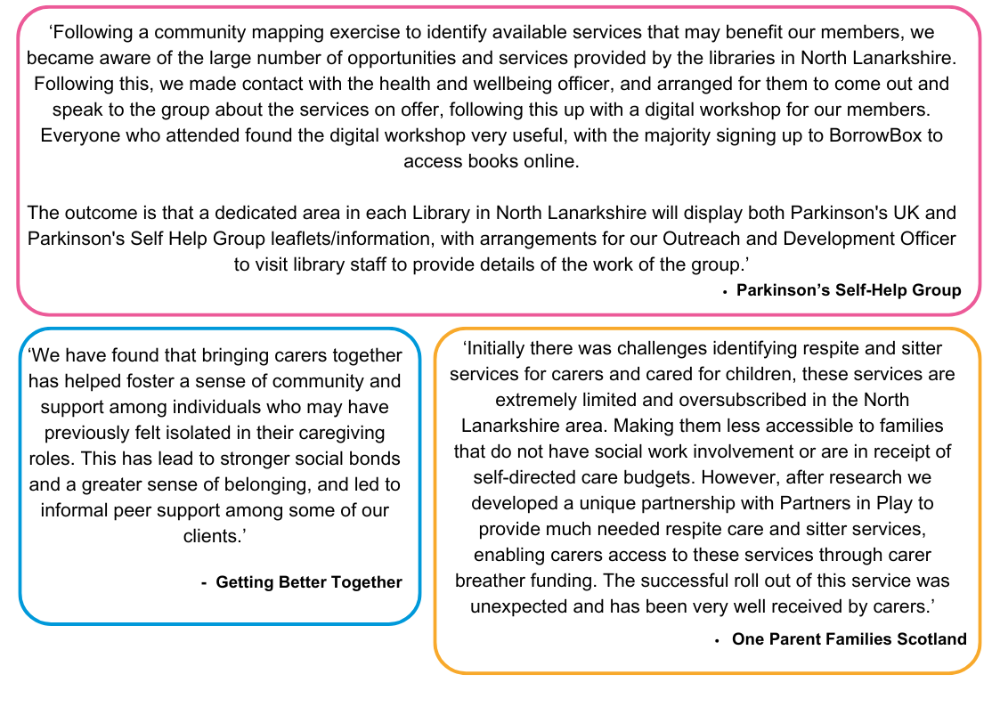 ‘Following a community mapping exercise to identify available services that may benefit our members, we
became aware of the large number of opportunities and services provided by the libraries in North Lanarkshire.
Following this, we made contact with the health and wellbeing officer, and arranged for them to come out and
speak to the group about the services on offer, following this up with a digital workshop for our members.
Everyone who attended found the digital workshop very useful, with the majority signing up to BorrowBox to
access books online.
The outcome is that a dedicated area in each Library in North Lanarkshire will display both Parkinson's UK and
Parkinson's Self Help Group leaflets/information, with arrangements for our Outreach and Development Officer
to visit library staff to provide details of the work of the group.’
• Parkinson’s Self-Help Group
‘We have found that bringing carers together
has helped foster a sense of community and
support among individuals who may have
previously felt isolated in their caregiving
roles. This has lead to stronger social bonds
and a greater sense of belonging, and led to
informal peer support among some of our
clients.’
- Getting Better Together
‘Initially there was challenges identifying respite and sitter
services for carers and cared for children, these services are
extremely limited and oversubscribed in the North
Lanarkshire area. Making them less accessible to families
that do not have social work involvement or are in receipt of
self-directed care budgets. However, after research we
developed a unique partnership with Partners in Play to
provide much needed respite care and sitter services,
enabling carers access to these services through carer
breather funding. The successful roll out of this service was
unexpected and has been very well received by carers.’
• One Parent Families Scotland